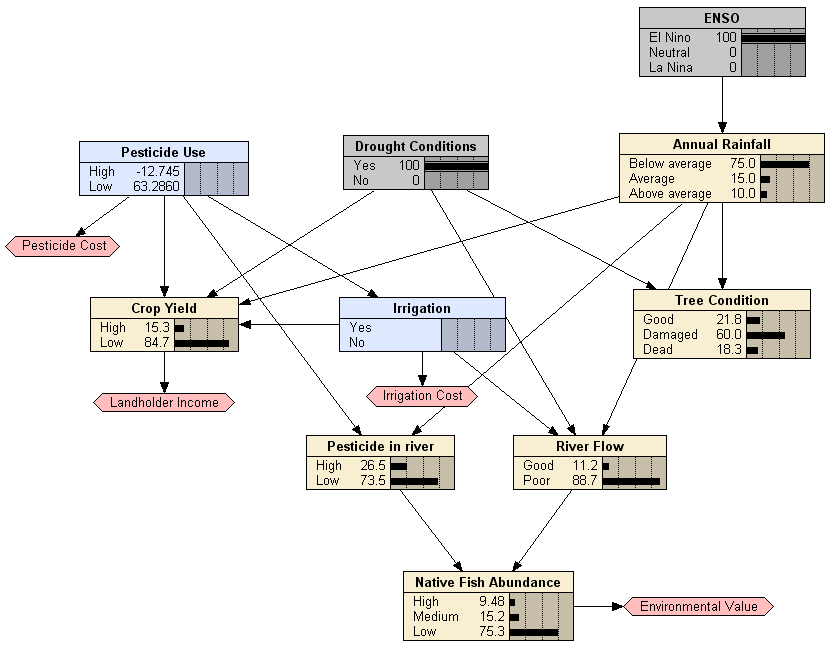 ENSO
El Nino 100
Neutral 0
La Nina 0
Pesticide Use
High -12.745
Low 63.2860
Drought Conditions
Yes 100
No 0
Annual Rainfall
Below average 75.0
Average 15.0
Above average 10.0
Pesticide Cost
Crop Yield
High 15.3
Low 84.7
Irrigation
Yes
No
Tree Condition
Good 21.8
Damaged 60.0
Dead 18.3
Landholder Income
Irrigation Cost
Pesticide in river
High 26.5
Low 73.5
River Flow
Good 11.2
Poor 88.7
Native Fish Abundance
High 9.48
Medium 15.2
Low 75.3
Environmental Value